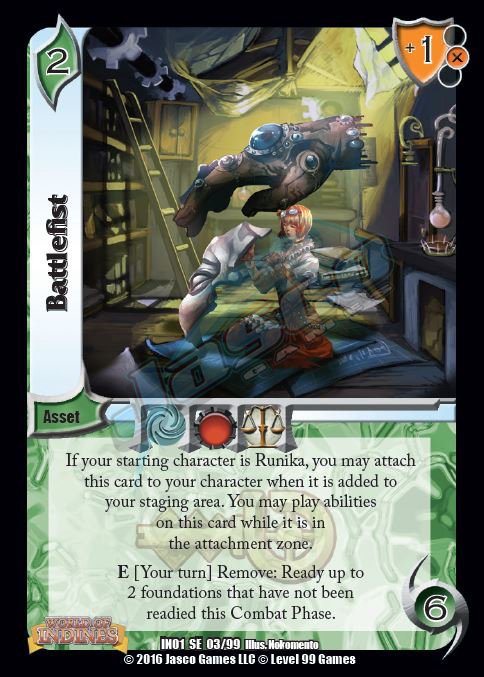 2
+1
Battlefist
Asset
If your starting character is Runika, you may attach
this card to your character when it is added to
your staging area. You may play abilities
on this card while it is in
the attachment zone.
E [Your turn] Remove: Ready up to
2 foundations that have not been
readied this Combat Phase.
6
WORLD OF
INDINES
IN01 SE 03/99 Illus. Nokomento
© 2016 Jasco Games LLC © Level 99 Games